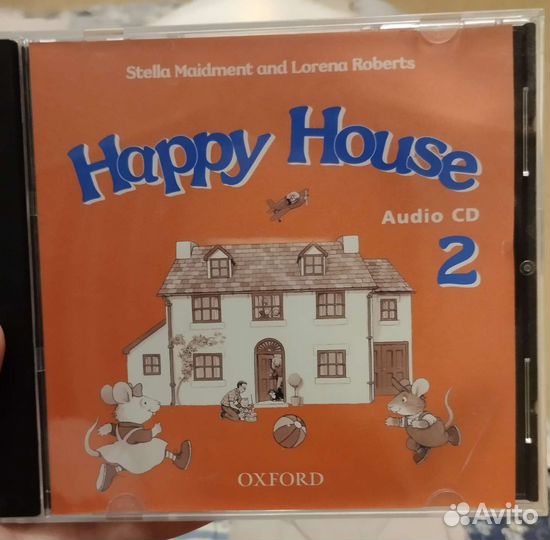 Stella Maidment and Lorena Roberts
Happy House
Audio CD
2
OXFORD
Avito